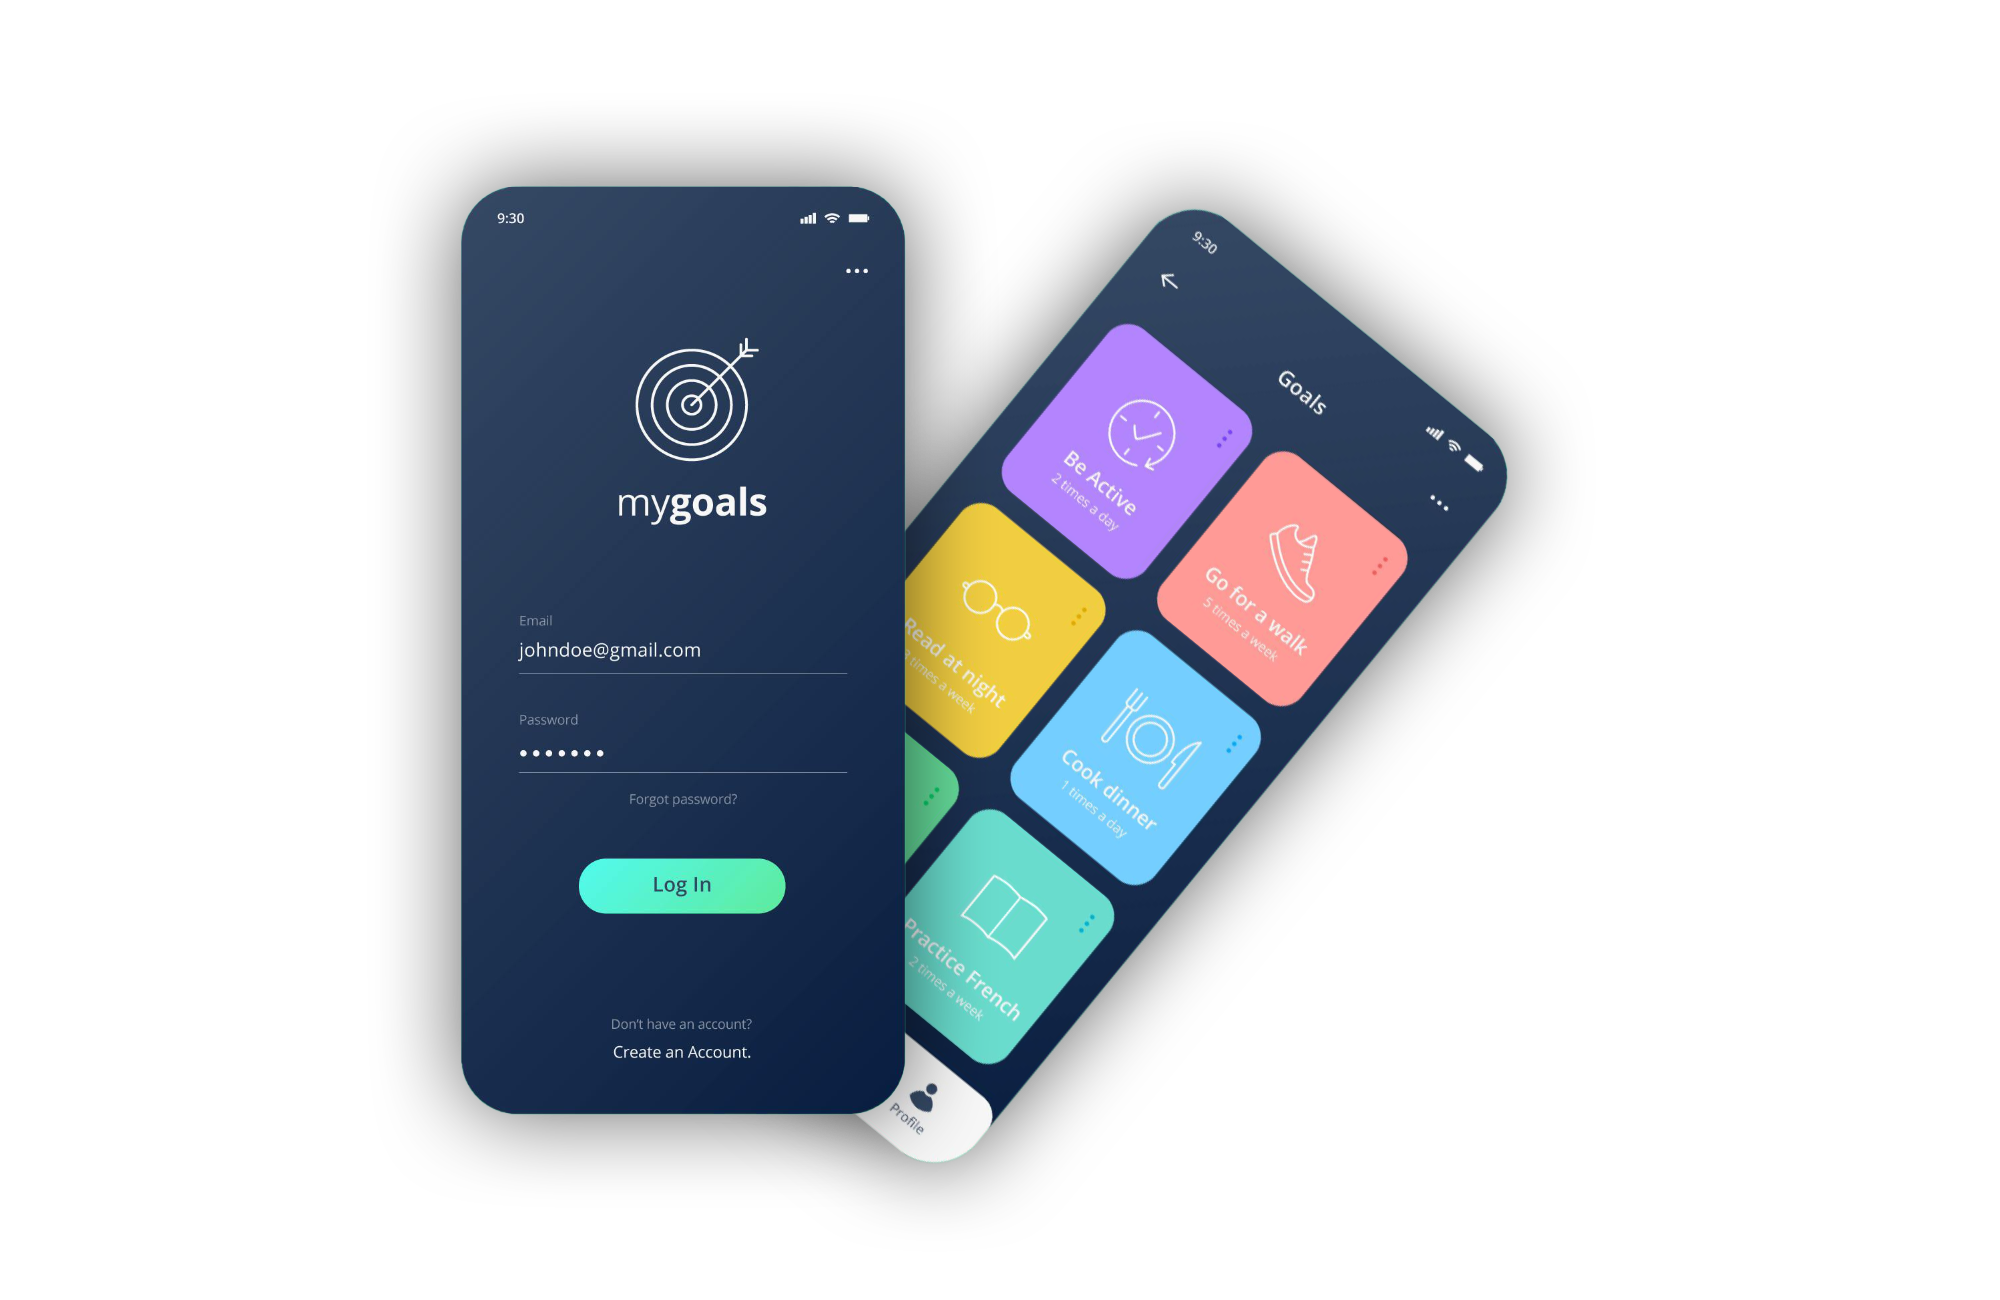 9:30
mygoals
Email
johndoe@gmail.com
Password
Forgot password?
Log In
Don't have an account?
Create an Account.
9:30
Goals
Be Active
2 times a day
Go for a walk
5 times a week
Read at night
times a week
Cook dinner
1 times a day
Practice French
2 times a week
Profile